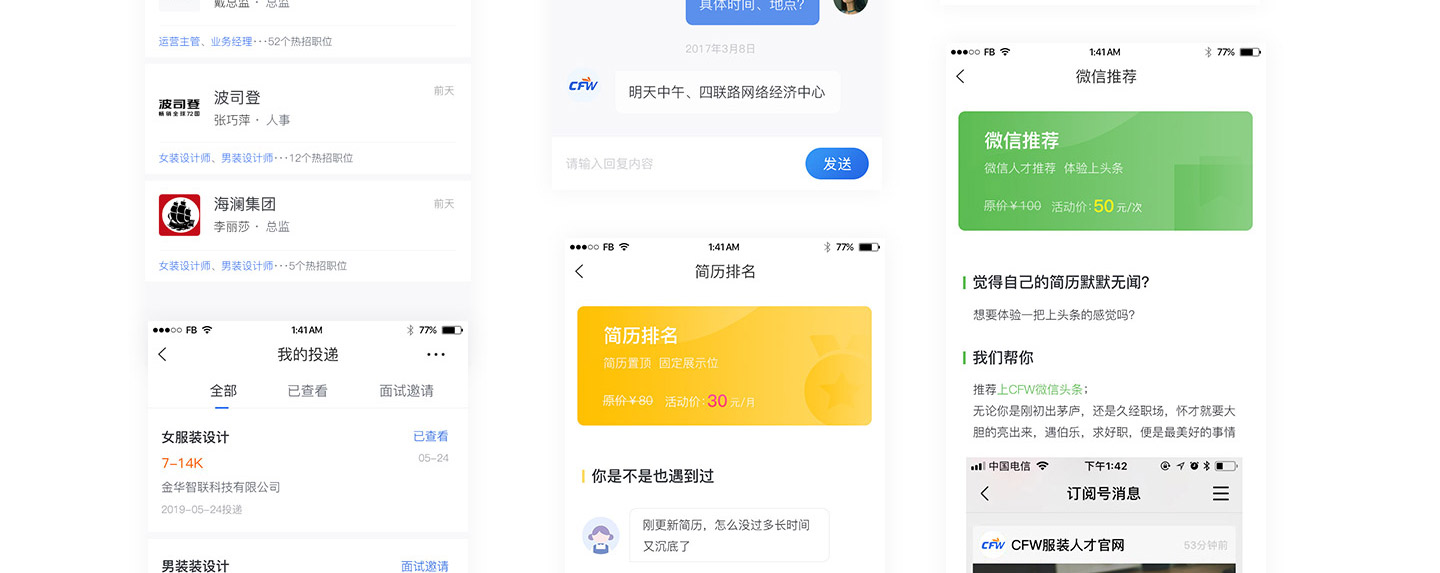 戴总监 · 总监
运营主管、业务经理···52个热招职位
波司登
畅销全球72国
波司登
前天
张巧萍 · 人事
女装设计师、男装设计师···12个热招职位
海澜集团
前天
李丽莎 · 总监
女装设计师、男装设计师···5个热招职位
FB
1:41AM
77%
我的投递
全部
已查看
面试邀请
女服装设计
已查看
7-14K
05-24
金华智联科技有限公司
2019-05-24投递
男装装设计
面试邀请
具体时间、地点?
2017年3月8日
CFW
明天中午、四联路网络经济中心
请输入回复内容
发送
FB
1:41AM
77%
简历排名
简历排名
简历置顶 固定展示位
原价¥80 活动价:30元/月
你是不是也遇到过
刚更新简历，怎么没过多长时间
又沉底了
FB
1:41AM
77%
微信推荐
微信推荐
微信人才推荐 体验上头条
原价¥100 活动价:50元/次
觉得自己的简历默默无闻?
想要体验一把上头条的感觉吗?
我们帮你
推荐上CFW微信头条；
无论你是刚初出茅庐，还是久经职场，怀才就要大
胆的亮出来，遇伯乐，求好职，便是最美好的事情
中国电信
下午1:42
订阅号消息
CFW
CFW服装人才官网
53分钟前